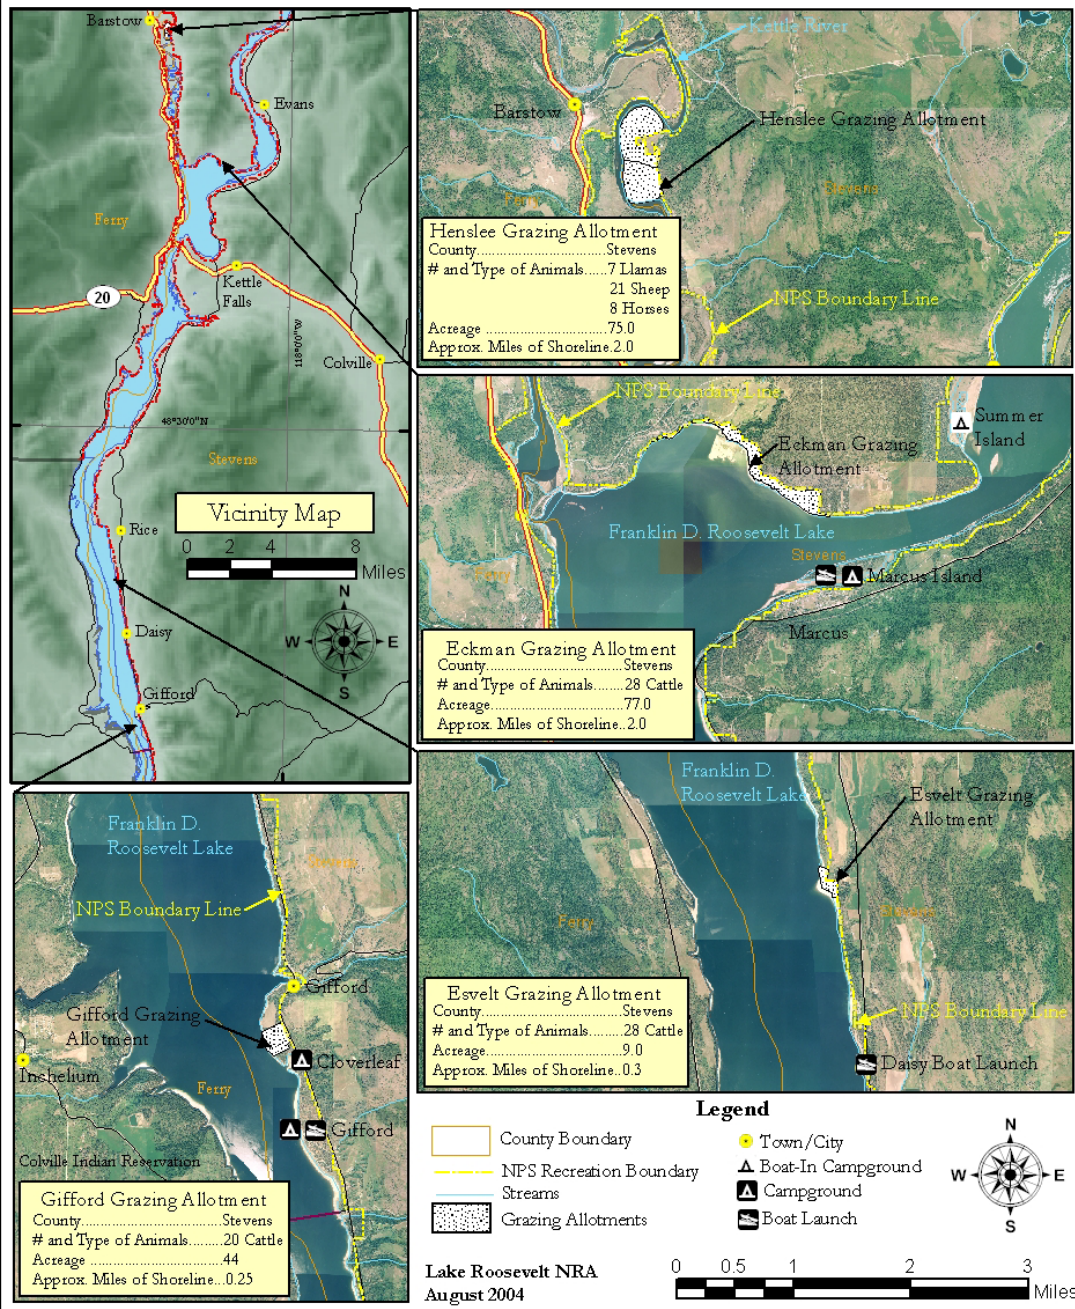 Barstow
Evans
Ferry
Kettle
Falls
20
118°0'0"W
Colville
48°30'0"N
Stevens
Vicinity Map
0 2 4 8
Miles
Rice
N
W E
S
Daisy
Gifford
Kettle River
Barstow
Henslee Grazing Allotment
Stevens
Ferry
Henslee Grazing Allotment
County......................Stevens
# and Type of Animals......7 Llamas
21 Sheep
8 Horses
Acreage .....................75.0
Approx. Miles of Shoreline.2.0
NPS Boundary Line
NPS Boundary Line
Summer
Island
Eckman Grazing
Allotment
Franklin D. Roosevelt Lake
Stevens
Ferry
Marcus Island
Marcus
Eckman Grazing Allotment
County.........................Stevens
# and Type of Animals.......28 Cattle
Acreage.........................77.0
Approx. Miles of Shoreline..2.0
Franklin D.
Roosevelt Lake
Esvelt Grazing
Allotment
Ferry
Stevens
Esvelt Grazing Allotment
County..........................Stevens
# and Type of Animals........28 Cattle
Acreage..........................9.0
Approx. Miles of Shoreline..0.3
NPS Boundary Line
Daisy Boat Launch
Franklin D.
Roosevelt Lake
Stevens
NPS Boundary Line
Gifford
Gifford Grazing
Allotment
Cloverleaf
Inchelium
Ferry
Gifford
Colville Indian Reservation
Gifford Grazing Allotment
County..........................Stevens
# and Type of Animals........20 Cattle
Acreage ........................44
Approx. Miles of Shoreline...0.25
Legend
County Boundary
NPS Recreation Boundary
Streams
Grazing Allotments
Town/City
Boat-In Campground
Campground
Boat Launch
N
W E
S
Lake Roosevelt NRA
August 2004
0 0.5 1 2 3
Miles